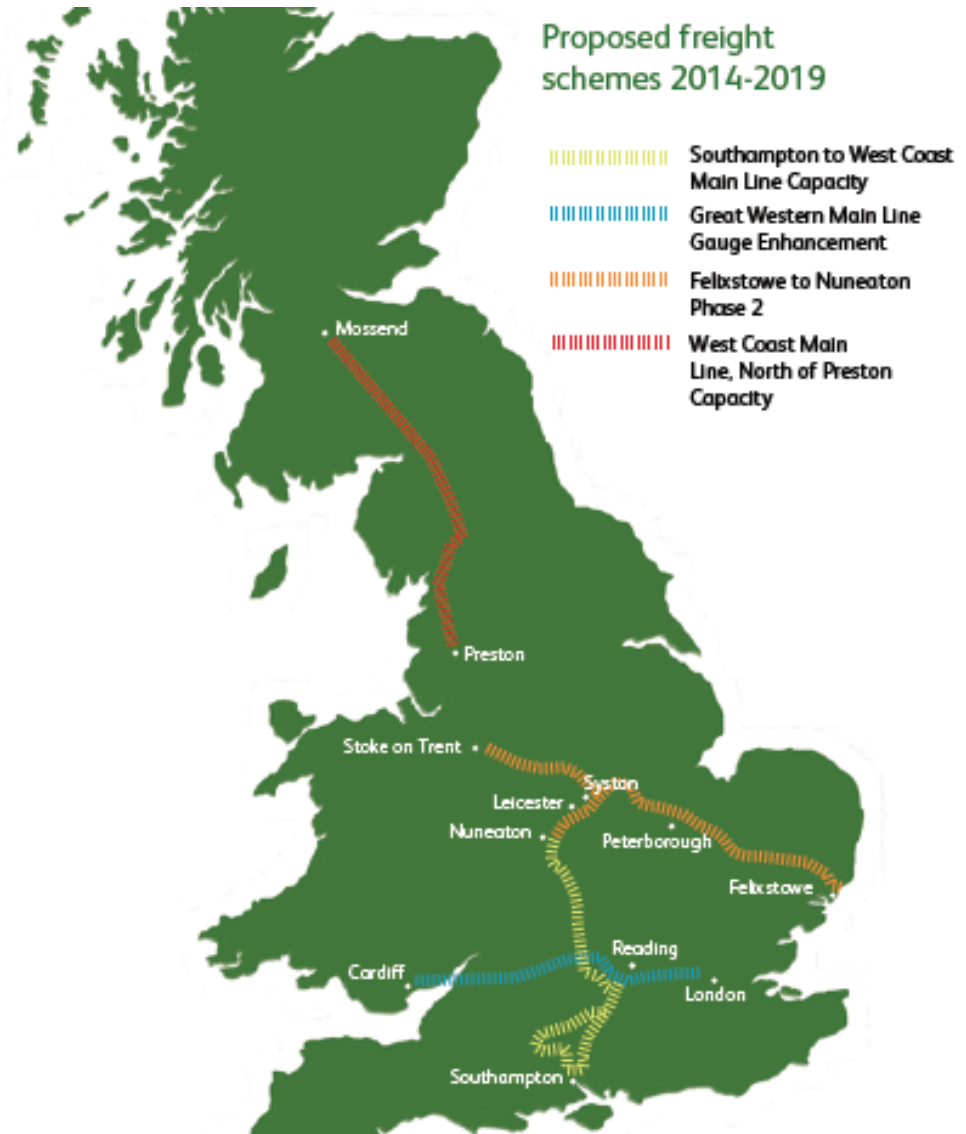 Proposed freight
schemes 2014-2019
Southampton to West Coast
Main Line Capacity
Great Western Main Line
Gauge Enhancement
Felixstowe to Nuneaton
Phase 2
West Coast Main
Line, North of Preston
Capacity
Mossend
Preston
Stoke on Trent
Syston
Leicester
Nuneaton
Peterborough
Felixstowe
Reading
Cardiff
London
Southampton